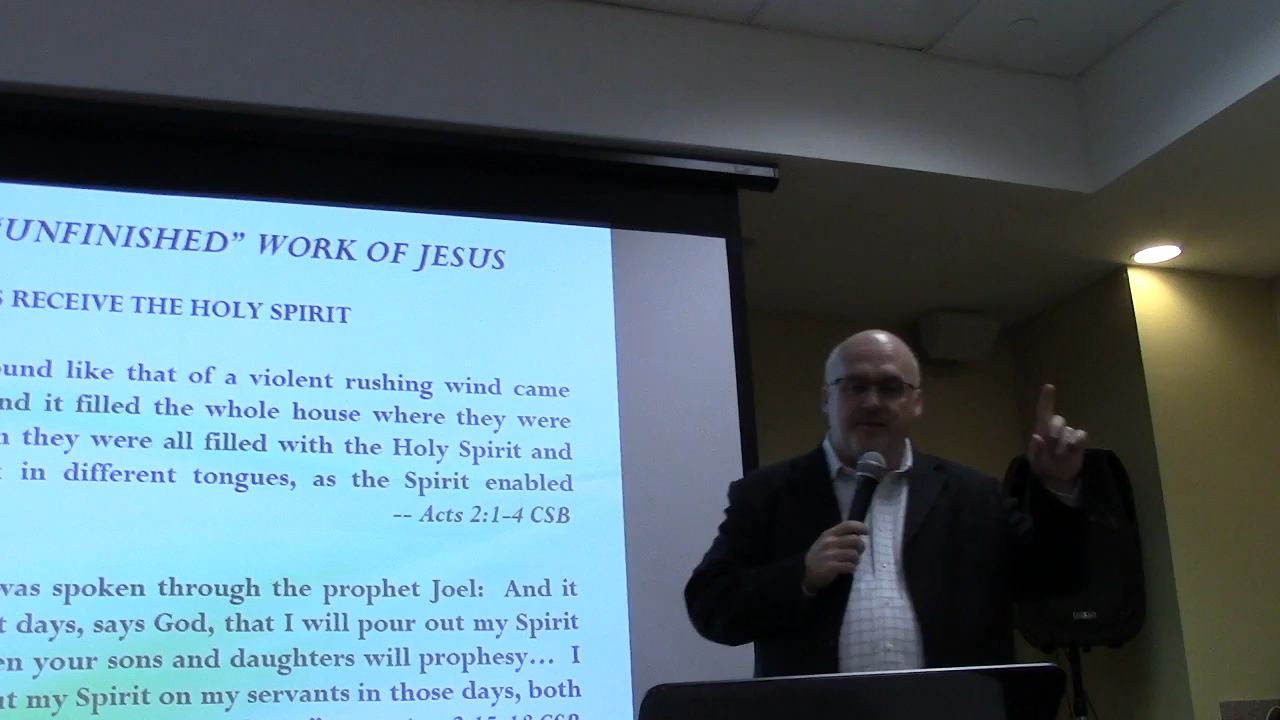 “UNFINISHED” WORK OF JESUS
RECEIVE THE HOLY SPIRIT
like that of a violent rushing wind came
it filled the whole house where they were
they were all filled with the Holy Spirit and
in different tongues, as the Spirit enabled
-- Acts 2:1-4 CSB
was spoken through the prophet Joel: And it
days, says God, that I will pour out my Spirit
your sons and daughters will prophesy... I
my Spirit on my servants in those days, both
CSB